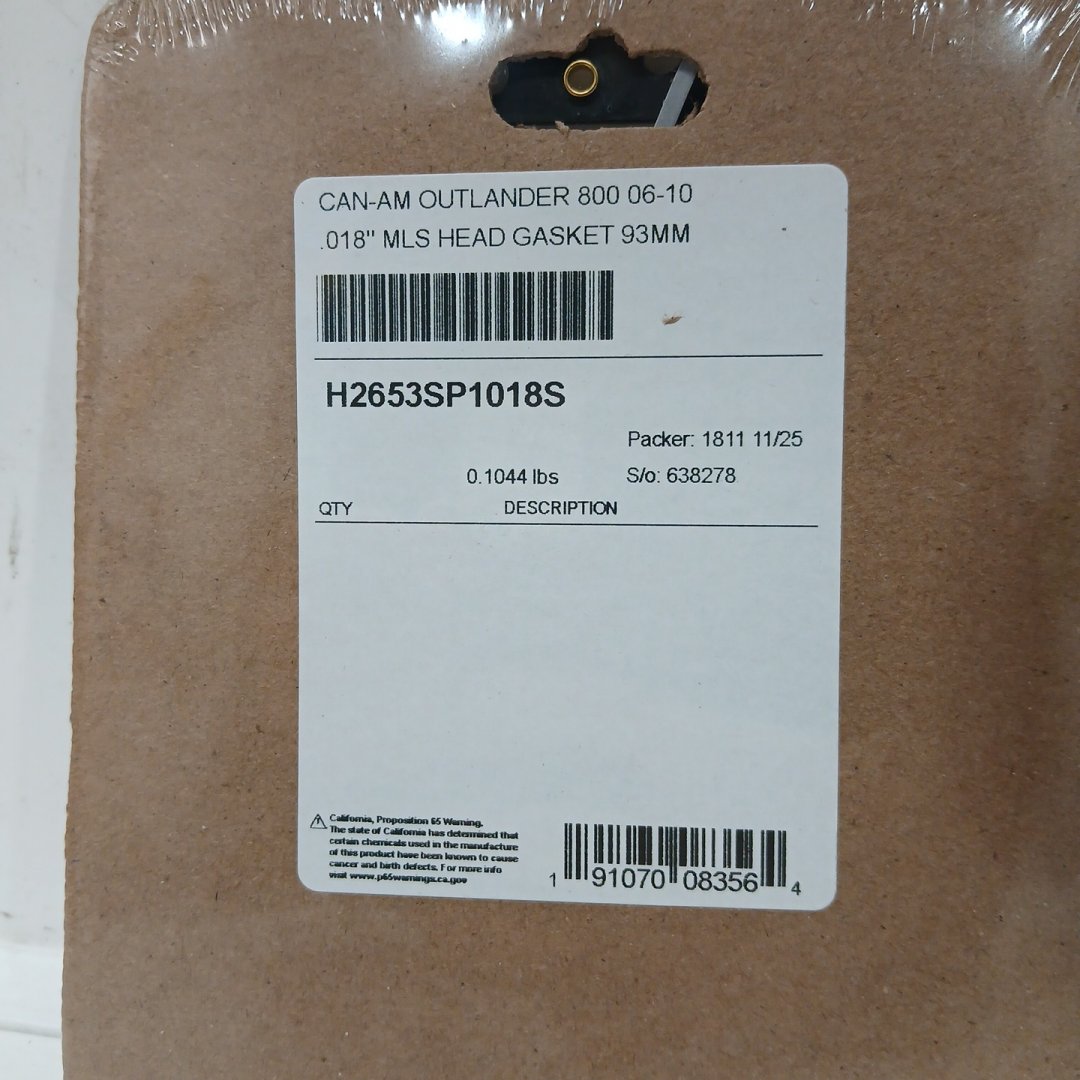 CAN-AM OUTLANDER 800 06-10
.018" MLS HEAD GASKET 93MM
H2653SP1018S
Packer: 1811 11/25
0.1044 lbs S/o: 638278
QTY DESCRIPTION
California, Proposition 65 Warning.
The state of California has determined that
certain chemicals used in the manufacture
of this product have been known to cause
cancer and birth defects. For more info
visit www.p65warnings.ca.gov
1 91070 08356 4